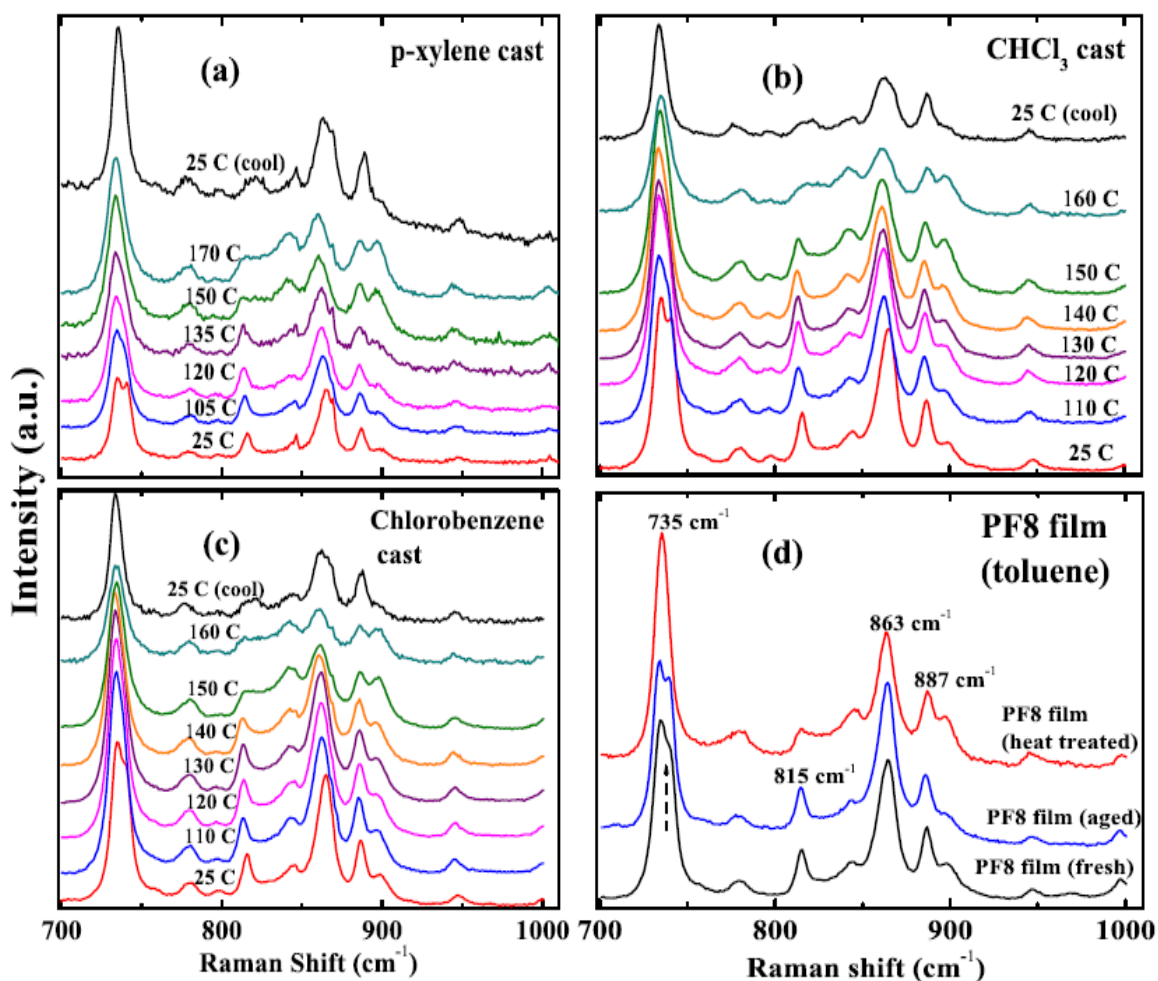 (a)
p-xylene cast
25 C (cool)
170 C
150 C
135 C
120 C
105 C
25 C
(b)
CHCl₃ cast
25 C (cool)
160 C
150 C
140 C
130 C
120 C
110 C
25 C
Intensity (a.u.)
(c)
Chlorobenzene
cast
25 C (cool)
160 C
150 C
140 C
130 C
120 C
110 C
25 C
700 800 900 1000
Raman Shift (cm⁻¹)
(d)
PF8 film
(toluene)
735 cm⁻¹
863 cm⁻¹
887 cm⁻¹
815 cm⁻¹
PF8 film
(heat treated)
PF8 film (aged)
PF8 film (fresh)
700 800 900 1000
Raman shift (cm⁻¹)